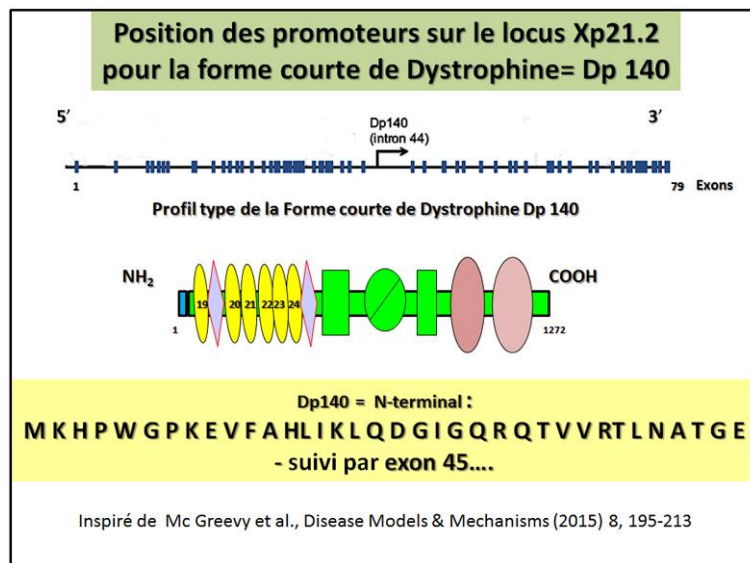 Position des promoteurs sur le locus Xp21.2
pour la forme courte de Dystrophine= Dp 140
5′ 3′
Dp140
(intron 44)
1 79 Exons
Profil type de la Forme courte de Dystrophine Dp 140
NH₂ COOH
19 20 21 22 23 24
1 1272
Dp140 = N-terminal :
M K H P W G P K E V F A H L I K L Q D G I G Q R Q T V V R T L N A T G E
- suivi par exon 45....
Inspiré de Mc Greevy et al., Disease Models & Mechanisms (2015) 8, 195-213